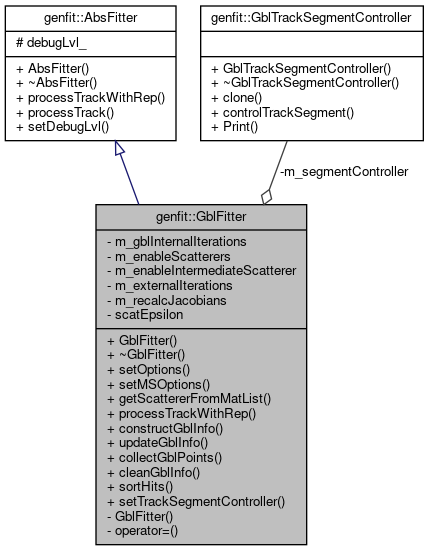 genfit::AbsFitter
# debugLvl_
+ AbsFitter()
+ ~AbsFitter()
+ processTrackWithRep()
+ processTrack()
+ setDebugLvl()
genfit::GblTrackSegmentController
+ GblTrackSegmentController()
+ ~GblTrackSegmentController()
+ clone()
+ controlTrackSegment()
+ Print()
-m_segmentController
genfit::GblFitter
- m_gblInternalIterations
- m_enableScatterers
- m_enableIntermediateScatterer
- m_externalIterations
- m_recalcJacobians
- scatEpsilon
+ GblFitter()
+ ~GblFitter()
+ setOptions()
+ setMSOptions()
+ getScattererFromMatList()
+ processTrackWithRep()
+ constructGblInfo()
+ updateGblInfo()
+ collectGblPoints()
+ cleanGblInfo()
+ sortHits()
+ setTrackSegmentController()
- GblFitter()
- operator=()